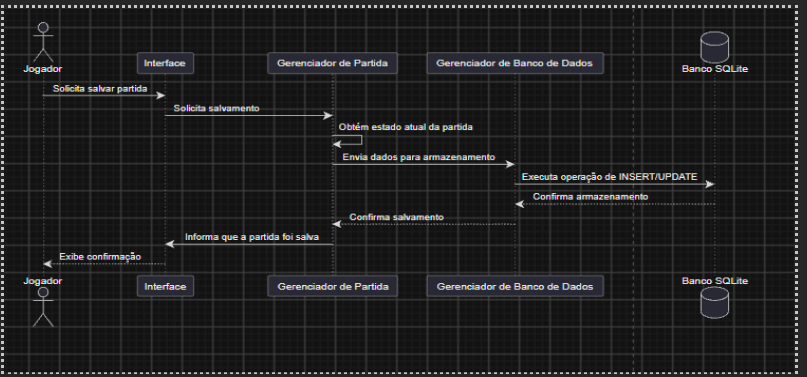 Jogador
Interface
Gerenciador de Partida
Gerenciador de Banco de Dados
Banco SQLite
Solicita salvar partida
Solicita salvamento
Obtém estado atual da partida
Envia dados para armazenamento
Executa operação de INSERT/UPDATE
Confirma armazenamento
Confirma salvamento
Informa que a partida foi salva
Exibe confirmação
Jogador
Interface
Gerenciador de Partida
Gerenciador de Banco de Dados
Banco SQLite